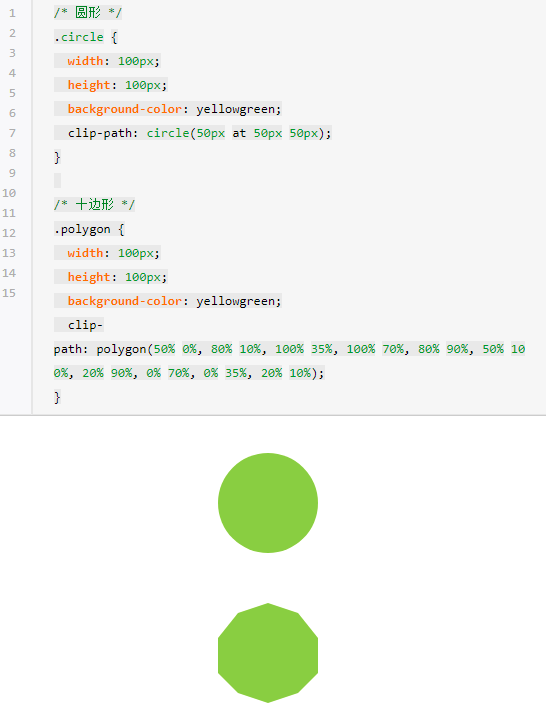 1 /* 圆形 */
2 .circle {
3 width: 100px;
4 height: 100px;
5 background-color: yellowgreen;
6 clip-path: circle(50px at 50px 50px);
7 }
8
9 /* 十边形 */
10 .polygon {
11 width: 100px;
12 height: 100px;
13 background-color: yellowgreen;
14 clip-
15 path: polygon(50% 0%, 80% 10%, 100% 35%, 100% 70%, 80% 90%, 50% 10
0%, 20% 90%, 0% 70%, 0% 35%, 20% 10%);
}